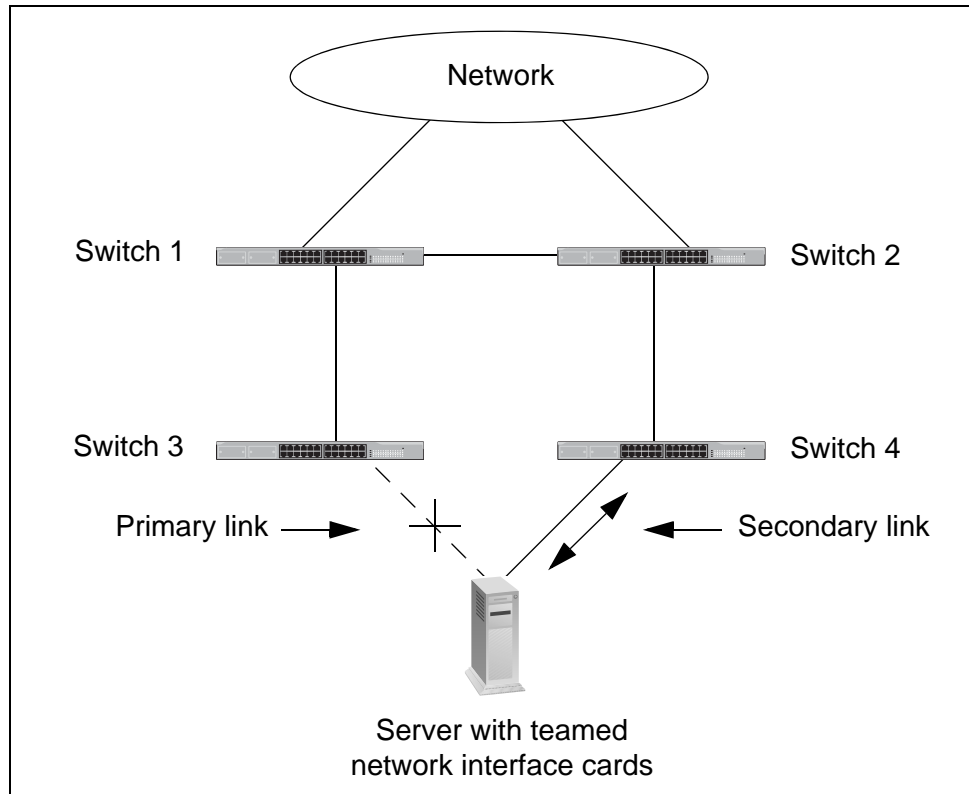 Network
Switch 1
Switch 2
Switch 3
Switch 4
Primary link
Secondary link
Server with teamed
network interface cards